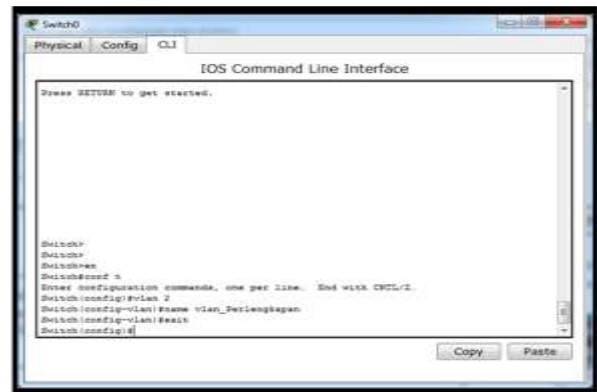 Switch0
Physical Config CLI
IOS Command Line Interface
Press RETURN to get started.
Switch>
Switch>
Switch>en
Switch#conf t
Enter configuration commands, one per line. End with CNTL/Z.
Switch(config)#vlan 2
Switch(config-vlan)#name vlan_Perlengkapan
Switch(config-vlan)#exit
Switch(config)#
Copy Paste